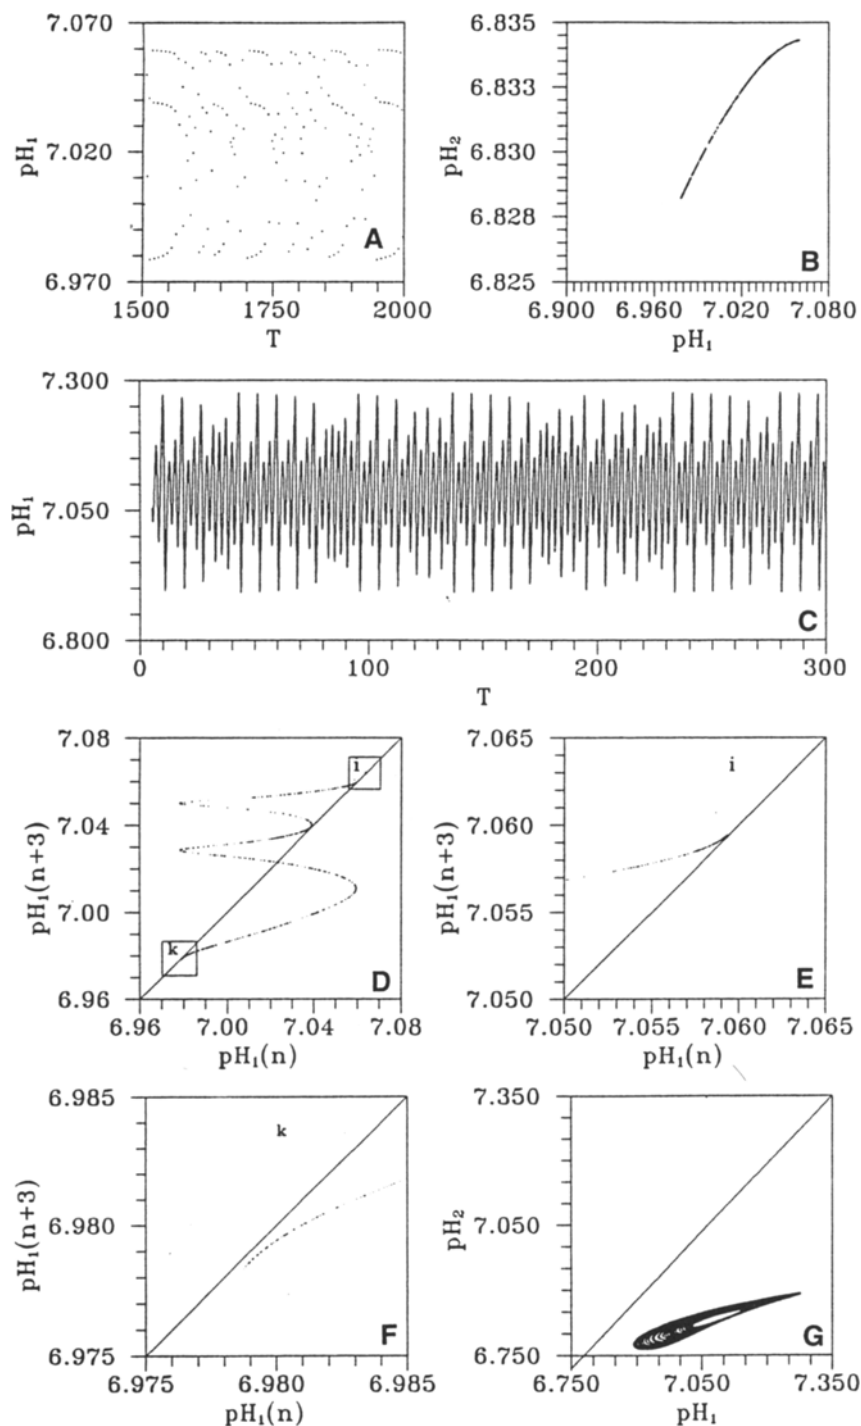 7.070
7.020
6.970
pH₁
1500
1750
2000
T
A
6.835
6.833
6.830
6.828
6.825
pH₂
6.900
6.960
7.020
7.080
pH₁
B
7.300
7.050
6.800
pH₁
0
100
200
300
T
C
7.08
7.04
7.00
6.96
pH₁(n+3)
i
k
6.96
7.00
7.04
7.08
pH₁(n)
D
7.065
7.060
7.055
7.050
pH₁(n+3)
i
7.050
7.055
7.060
7.065
pH₁(n)
E
6.985
6.980
6.975
pH₁(n+3)
k
6.975
6.980
6.985
pH₁(n)
F
7.350
7.050
6.750
pH₂
6.750
7.050
7.350
pH₁
G